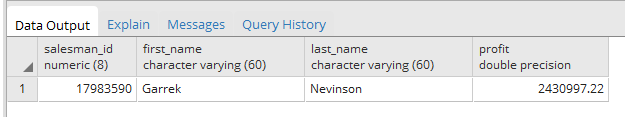 Data Output Explain Messages Query History
salesman_id first_name last_name profit
numeric (8) character varying (60) character varying (60) double precision
1 17983590 Garrek Nevinson 2430997.22